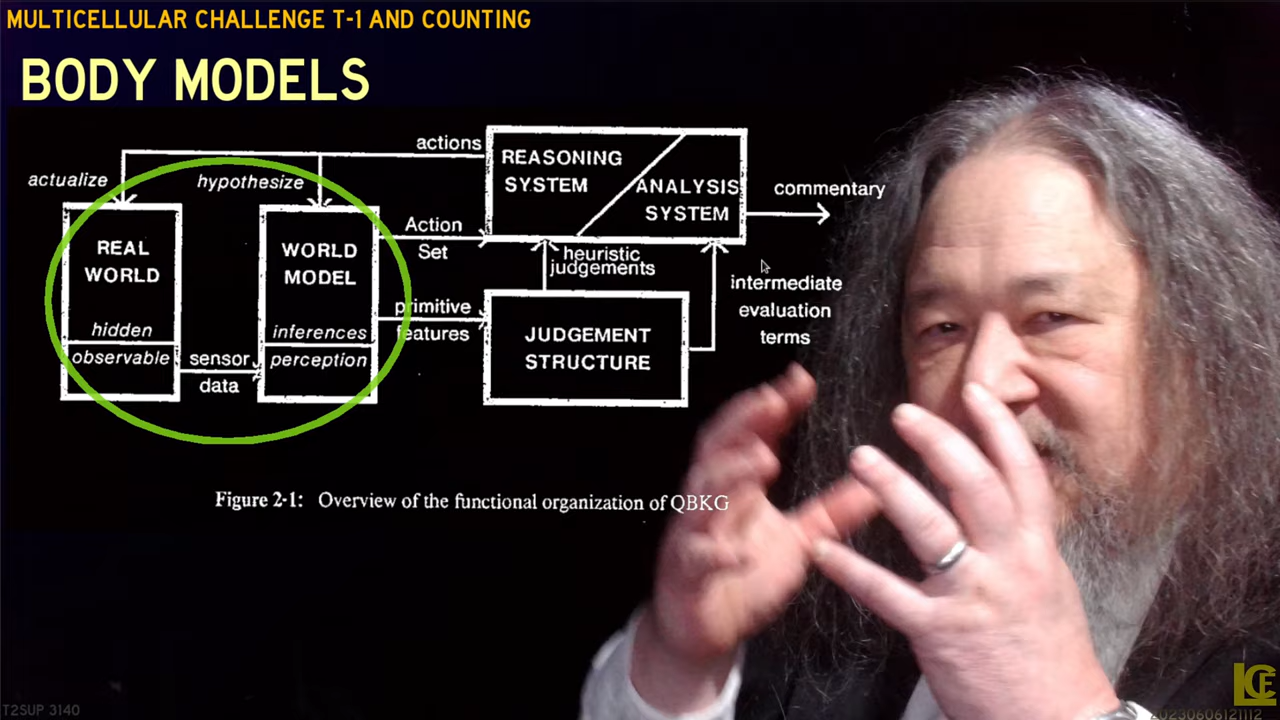 MULTICELLULAR CHALLENGE T-1 AND COUNTING
BODY MODELS
actions
actualize
hypothesize
REASONING
SYSTEM
ANALYSIS
SYSTEM
commentary
REAL
WORLD
hidden
observable
sensor
data
WORLD
MODEL
inferences
perception
Action
Set
primitive
features
heuristic
judgements
JUDGEMENT
STRUCTURE
intermediate
evaluation
terms
Figure 2-1: Overview of the functional organization of QBKG
T2SUP 3140
LCE